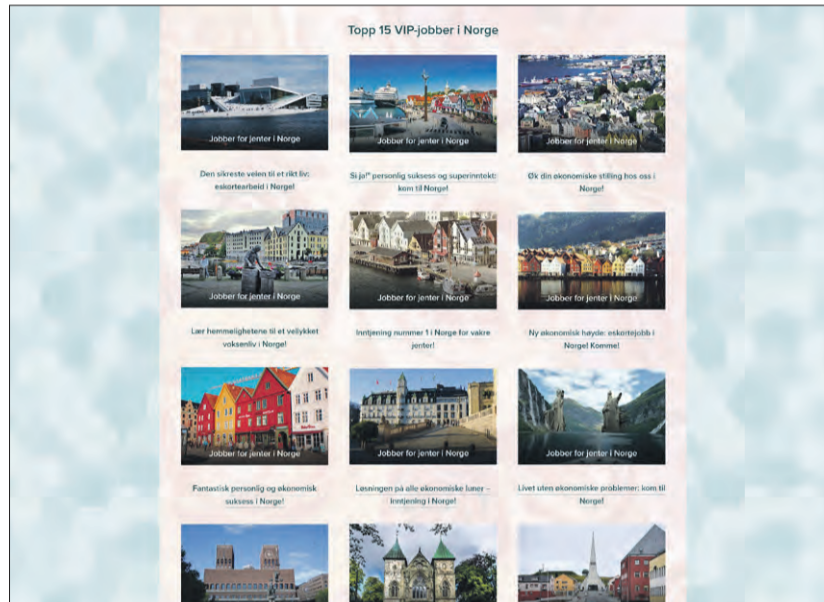 Topp 15 VIP-jobber i Norge
Jobber for jenter i Norge
Jobber for jenter i Norge
Jobber for jenter i Norge
Den sikreste veien til et rikt liv:
eskortearbeid i Norge!
Si ja!" personlig suksess og superinntekt:
kom til Norge!
Øk din økonomiske stilling hos oss i
Norge!
Jobber for jenter i Norge
Jobber for jenter i Norge
Jobber for jenter i Norge
Lær hemmelighetene til et vellykket
voksenliv i Norge!
Inntjening nummer 1 i Norge for vakre
jenter!
Ny økonomisk høyde: eskortejobb i
Norge! Komme!
Jobber for jenter i Norge
Jobber for jenter i Norge
Jobber for jenter i Norge
Fantastisk personlig og økonomisk
suksess i Norge!
Løsningen på alle økonomiske luner –
inntjening i Norge!
Livet uten økonomiske problemer: kom til
Norge!